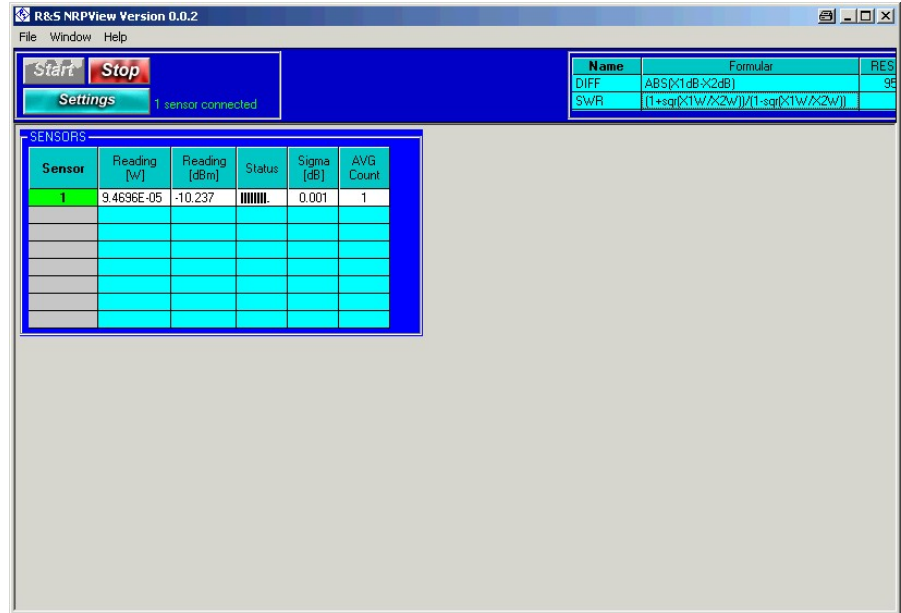 R&S NRPView Version 0.0.2
File Window Help
Start Stop
Settings 1 sensor connected
Name Formular RES
DIFF ABS(X1dB-X2dB) 95
SWR (1+sqr(X1W/X2W))/(1-sqr(X1W/X2W))
SENSORS
Sensor Reading [W] Reading [dBm] Status Sigma [dB] AVG Count
1 9.4696E-05 -10.237 IIIIIIII. 0.001 1